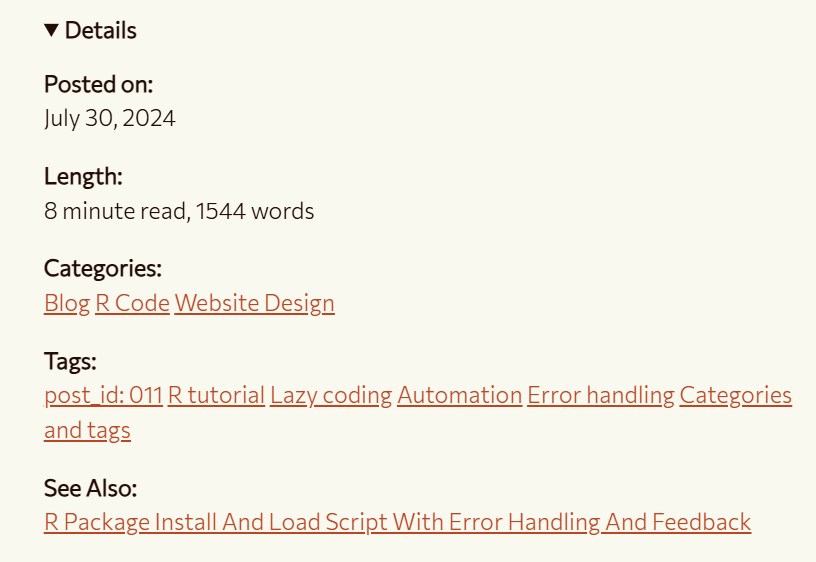 ▼ Details
Posted on:
July 30, 2024
Length:
8 minute read, 1544 words
Categories:
Blog R Code Website Design
Tags:
post_id: 011 R tutorial Lazy coding Automation Error handling Categories
and tags
See Also:
R Package Install And Load Script With Error Handling And Feedback